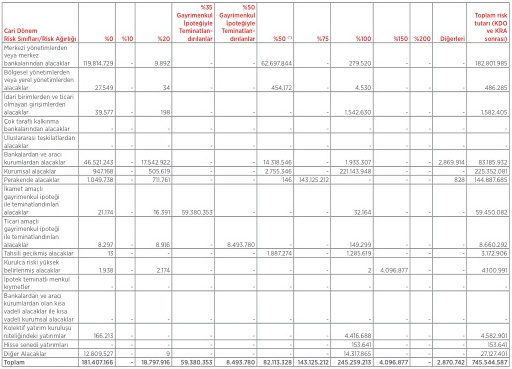 Cari Dönem
Risk Sınıfları/Risk Ağırlığı %0 %10 %20 %35 Gayrimenkul İpoteğiyle Teminatlan-dırılanlar %50 Gayrimenkul İpoteğiyle Teminatlan-dırılanlar %50 (*) %75 %100 %150 %200 Diğerleri Toplam risk tutarı (KDO ve KRA sonrası)
Merkezi yönetimlerden
veya merkez
bankalarından alacaklar 119.814.729 - 9.892 - - 62.697.844 - 279.520 - - - 182.801.985
Bölgesel yönetimlerden
veya yerel yönetimlerden
alacaklar 27.549 - 34 - - 454.172 - 4.530 - - - 486.285
İdari birimlerden ve ticari
olmayan girişimlerden
alacaklar 39.577 - 198 - - - - 1.542.630 - - - 1.582.405
Çok taraflı kalkınma
bankalarından alacaklar - - - - - - - - - - - -
Uluslararası teşkilatlardan
alacaklar - - - - - - - - - - - -
Bankalardan ve aracı
kurumlardan alacaklar 46.521.243 - 17.542.922 - - 14.318.546 - 1.933.307 - - 2.869.914 83.185.932
Kurumsal alacaklar 947.168 - 505.619 - - 2.755.346 - 221.143.948 - - - 225.352.081
Perakende alacaklar 1.049.738 - 711.761 - - 146 143.125.212 - - - 828 144.887.685
İkamet amaçlı
gayrimenkul ipoteği
ile teminatlandırılan
alacaklar 21.174 - 16.391 59.380.353 - - - 32.164 - - - 59.450.082
Ticari amaçlı
gayrimenkul ipoteği
ile teminatlandırılan
alacaklar 8.297 - 8.916 - 8.493.780 - - 149.299 - - - 8.660.292
Tahsili gecikmiş alacaklar 13 - - - - 1.887.274 - 1.285.619 - - - 3.172.906
Kurulca riski yüksek
belirlenmiş alacaklar 1.938 - 2.174 - - - - 2 4.096.877 - - 4.100.991
İpotek teminatlı menkul
kıymetler - - - - - - - - - - - -
Bankalardan ve aracı
kurumlardan olan kısa
vadeli alacaklar ile kısa
vadeli kurumsal alacaklar - - - - - - - - - - - -
Kolektif yatırım kuruluşu
niteliğindeki yatırımlar 166.213 - - - - - - 4.416.688 - - - 4.582.901
Hisse senedi yatırımları - - - - - - - 153.641 - - - 153.641
Diğer Alacaklar 12.809.527 - 9 - - - - 14.317.865 - - - 27.127.401
Toplam 181.407.166 - 18.797.916 59.380.353 8.493.780 82.113.328 143.125.212 245.259.213 4.096.877 - 2.870.742 745.544.587